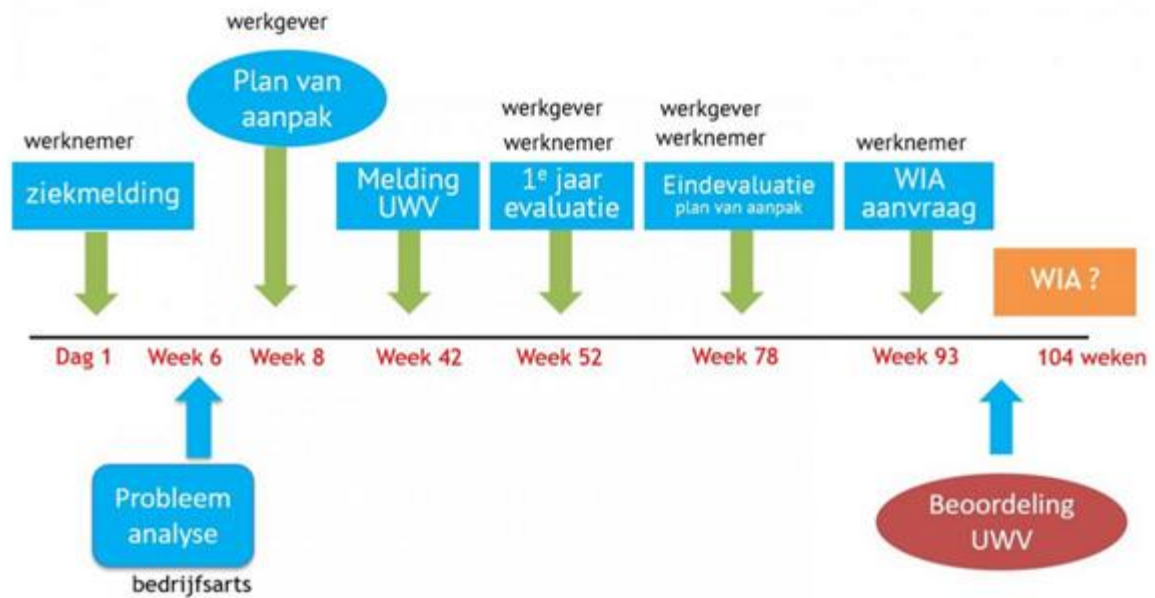 werkgever
Plan van
aanpak
werknemer
ziekmelding
Melding
UWV
werkgever
werknemer
1e jaar
evaluatie
werkgever
werknemer
Eindevaluatie
plan van aanpak
werknemer
WIA
aanvraag
WIA ?
Dag 1
Week 6
Week 8
Week 42
Week 52
Week 78
Week 93
104 weken
Probleem
analyse
bedrijfsarts
Beoordeling
UWV